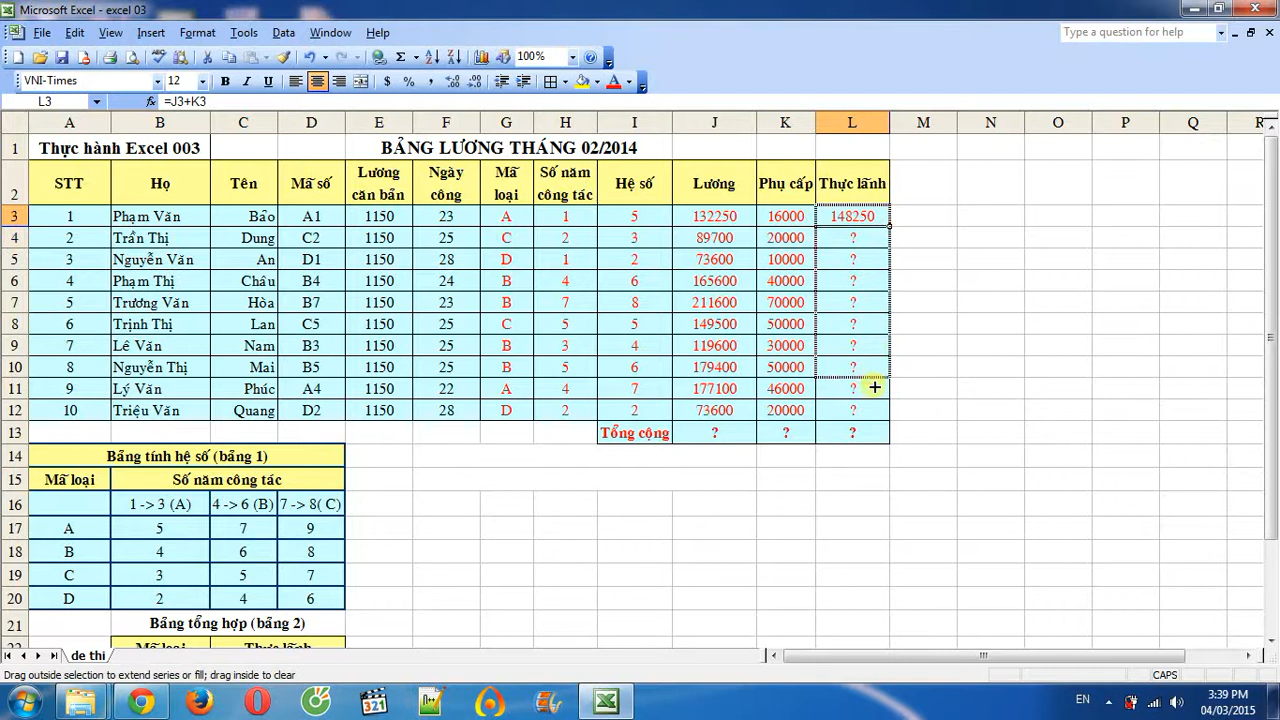 Microsoft Excel - excel 03
File Edit View Insert Format Tools Data Window Help
Type a question for help
Σ 100%
VNI-Times 12 B I U $ % ,
L3 fx =J3+K3
A B C D E F G H I J K L M N O P Q R
1 Thực hành Excel 003 BẢNG LƯƠNG THÁNG 02/2014
2 STT Họ Tên Mã số Lương căn bản Ngày công Mã loại Số năm công tác Hệ số Lương Phụ cấp Thực lãnh
3 1 Phạm Văn Bảo A1 1150 23 A 1 5 132250 16000 148250
4 2 Trần Thị Dung C2 1150 25 C 2 3 89700 20000 ?
5 3 Nguyễn Văn An D1 1150 28 D 1 2 73600 10000 ?
6 4 Phạm Thị Châu B4 1150 24 B 4 6 165600 40000 ?
7 5 Trương Văn Hòa B7 1150 23 B 7 8 211600 70000 ?
8 6 Trịnh Thị Lan C5 1150 25 C 5 5 149500 50000 ?
9 7 Lê Văn Nam B3 1150 25 B 3 4 119600 30000 ?
10 8 Nguyễn Thị Mai B5 1150 25 B 5 6 179400 50000 ?
11 9 Lý Văn Phúc A4 1150 22 A 4 7 177100 46000 ?
12 10 Triệu Văn Quang D2 1150 28 D 2 2 73600 20000 ?
13 Tổng cộng ? ? ?
14 Bảng tính hệ số (bảng 1)
15 Mã loại Số năm công tác
16 1 -> 3 (A) 4 -> 6 (B) 7 -> 8( C)
17 A 5 7 9
18 B 4 6 8
19 C 3 5 7
20 D 2 4 6
21 Bảng tổng hợp (bảng 2)
22 Mã loại Thực lãnh
de thi
Drag outside selection to extend series or fill; drag inside to clear
CAPS
321
EN
3:39 PM
04/03/2015